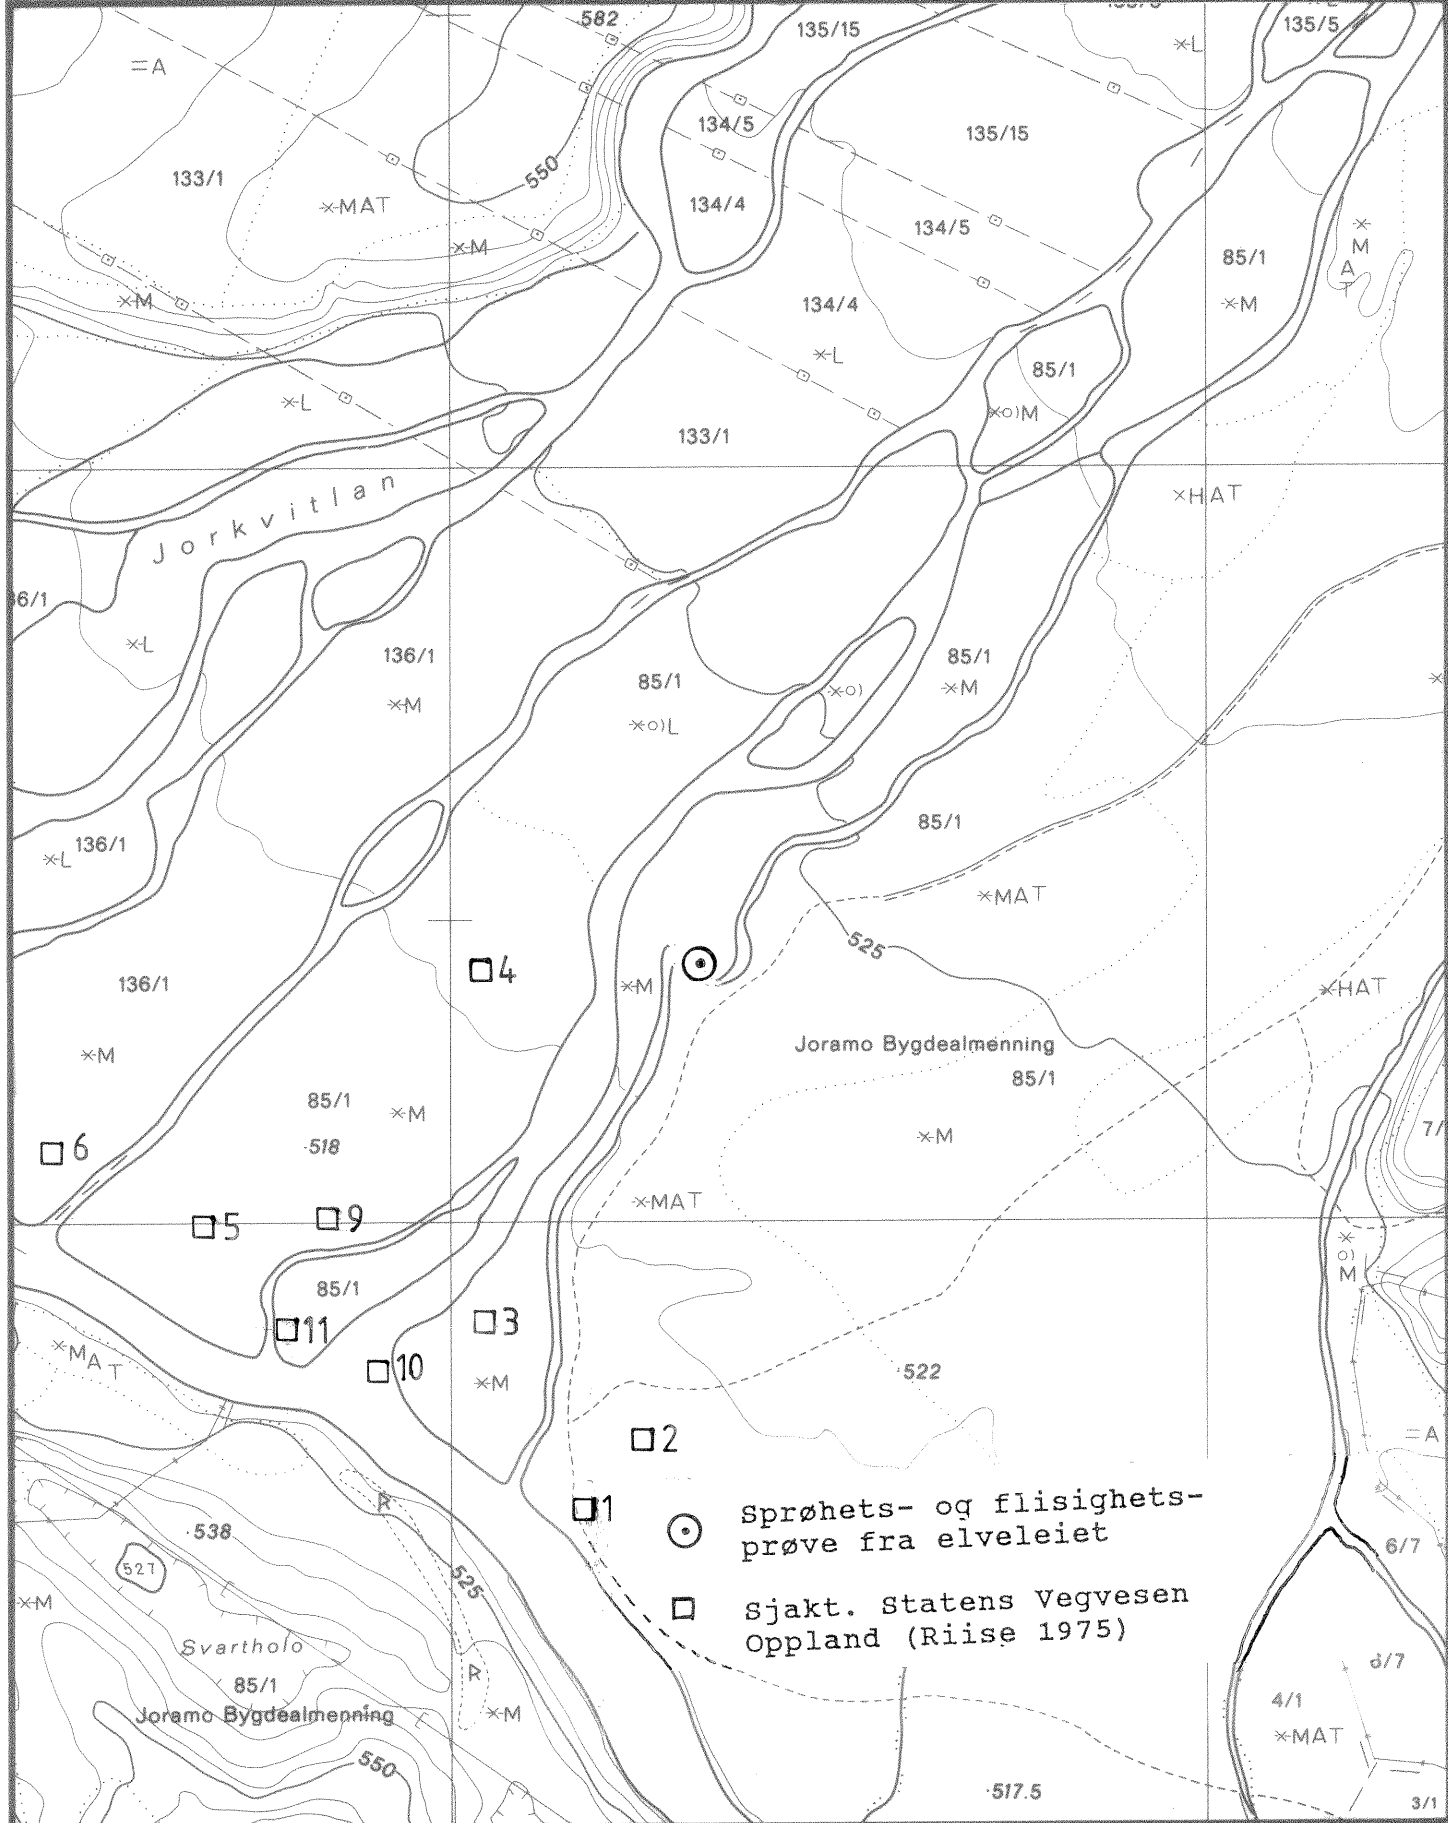 582
135/15
L
135/5
=A
134/5
135/15
133/1
550
MAT
134/4
134/5
M
M
A
T
M
85/1
M
134/4
M
L
85/1
L
o)M
133/1
Jorkvitlan
HAT
6/1
L
136/1
85/1
85/1
M
o)
M
o)L
136/1
L
85/1
MAT
525
4
M
136/1
HAT
Joramo Bygdealmenning
85/1
M
85/1
M
7/
6
518
M
MAT
5
9
o)
M
85/1
11
3
MAT
10
M
522
2
=A
1
R
Sprøhets- og flisighets-
prøve fra elveleiet
538
527
525
6/7
M
Sjakt. Statens Vegvesen
Oppland (Riise 1975)
Svartholo
R
6/7
85/1
Joramo Bygdealmenning
M
4/1
MAT
550
517.5
3/1